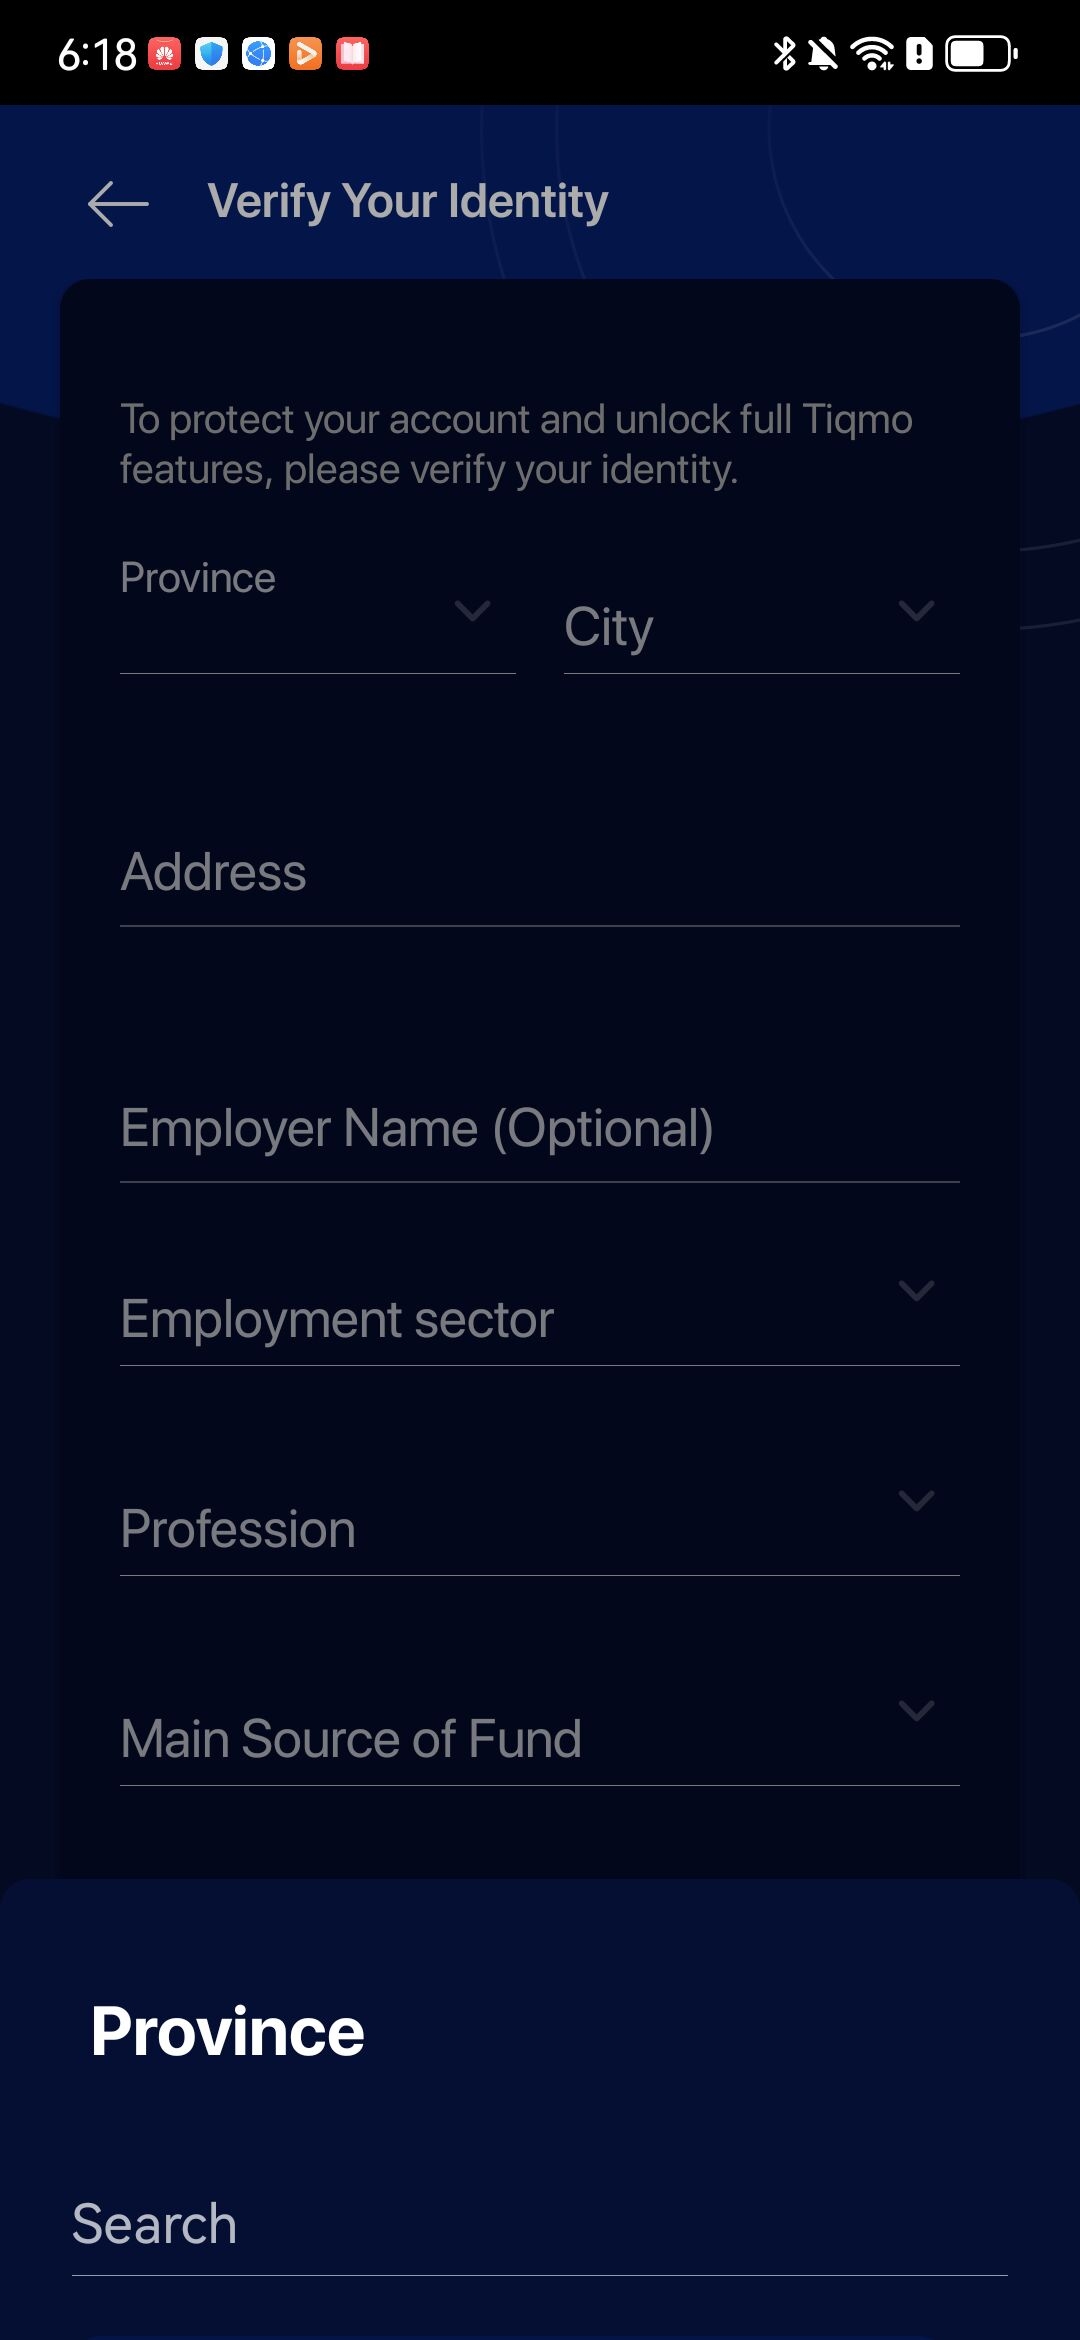 6:18
Verify Your Identity
To protect your account and unlock full Tiqmo
features, please verify your identity.
Province
City
Address
Employer Name (Optional)
Employment sector
Profession
Main Source of Fund
Province
Search